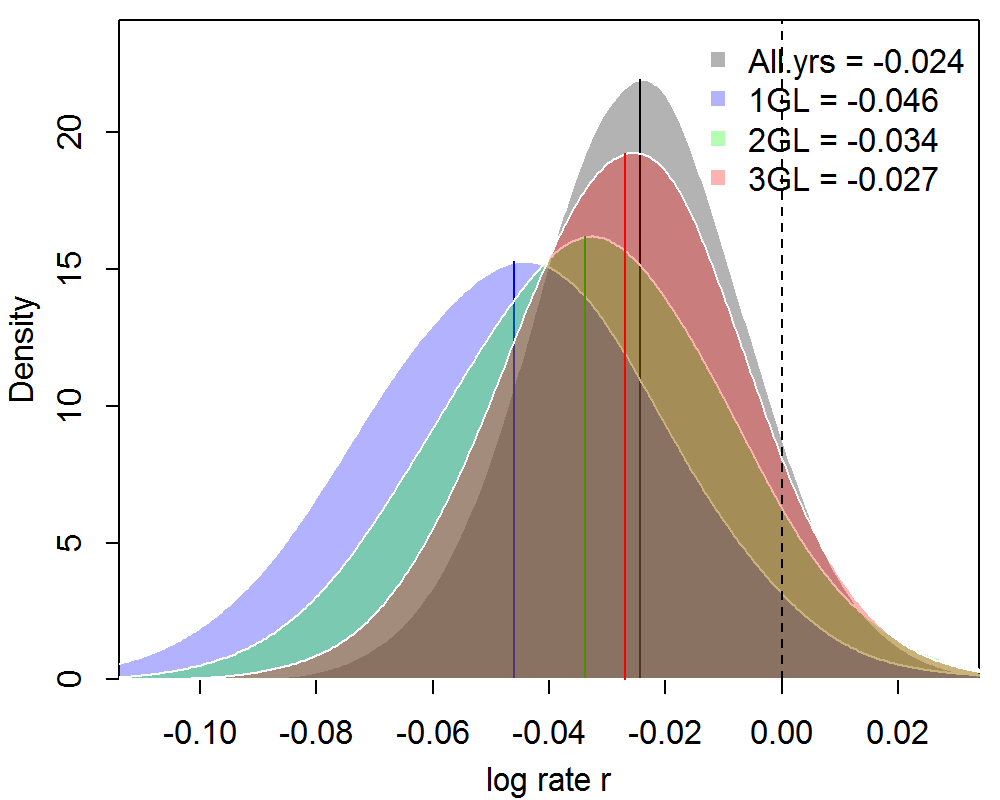 All.yrs = -0.024
1GL = -0.046
2GL = -0.034
3GL = -0.027
Density
20
15
10
5
0
-0.10 -0.08 -0.06 -0.04 -0.02 0.00 0.02
log rate r